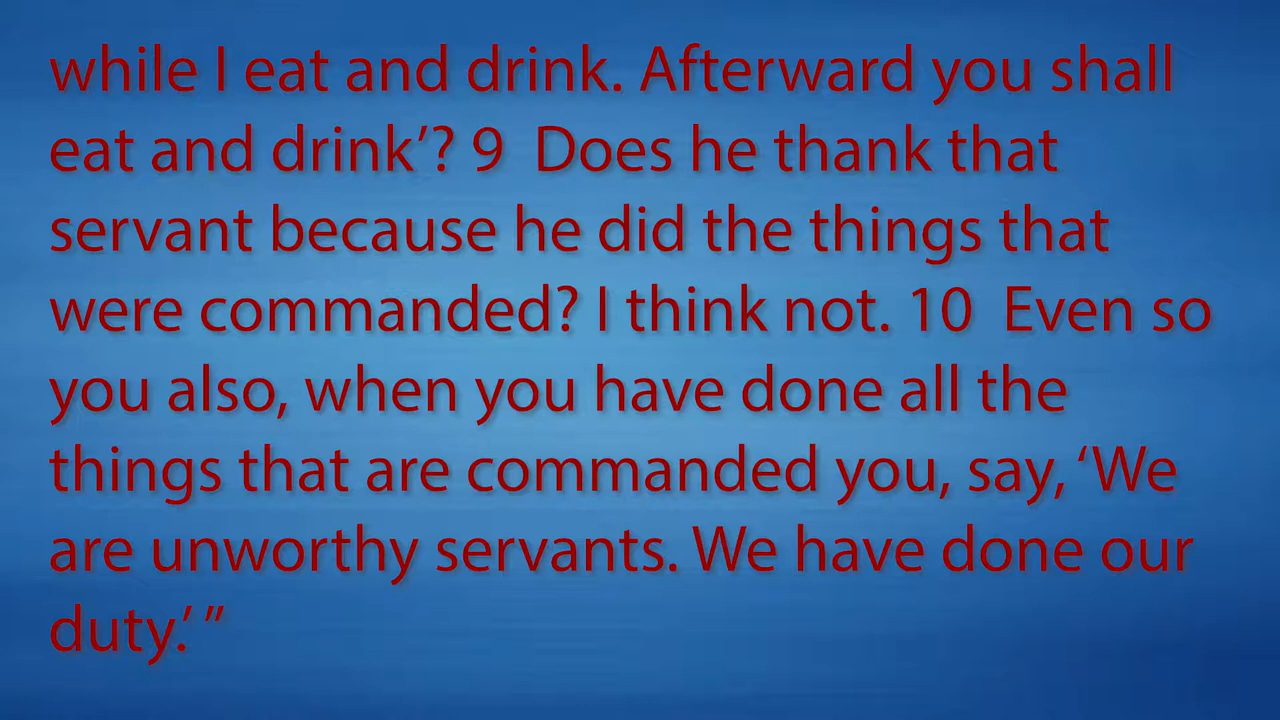 while I eat and drink. Afterward you shall
eat and drink’? 9  Does he thank that
servant because he did the things that
were commanded? I think not. 10  Even so
you also, when you have done all the
things that are commanded you, say, ‘We
are unworthy servants. We have done our
duty.’ ”